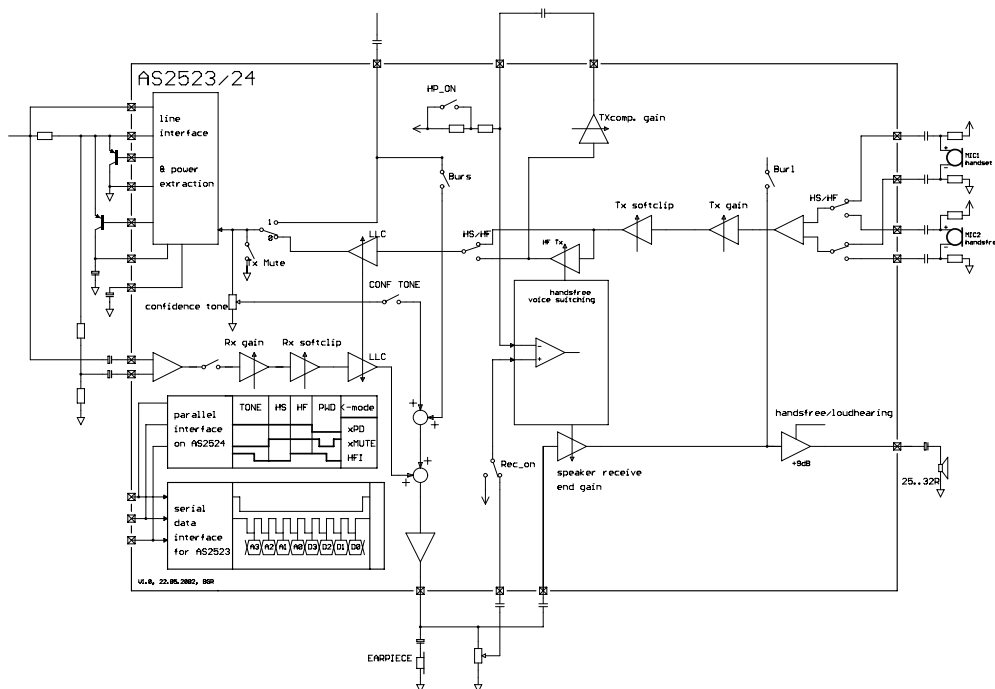 AS2523/24
line
interface
& power
extraction
HP_ON
TXcomp. gain
Burs
Burl
MIC1
handset
MIC2
handsfree
HS/HF
Tx softclip
Tx gain
1
0
LLC
HS/HF
HF Tx
Tx Mute
handsfree
voice switching
CONF TONE
confidence tone
Rx gain
Rx softclip
LLC
parallel
interface
on AS2524
TONE HS HF PWD <-mode
xPD
xMUTE
HFI
handsfree/loudhearing
+9dB
25..32R
Rec_on
speaker receive
end gain
serial
data
interface
for AS2523
A3 A2 A1 A0 D3 D2 D1 D0
V1.0, 22.05.2002, BGR
EARPIECE